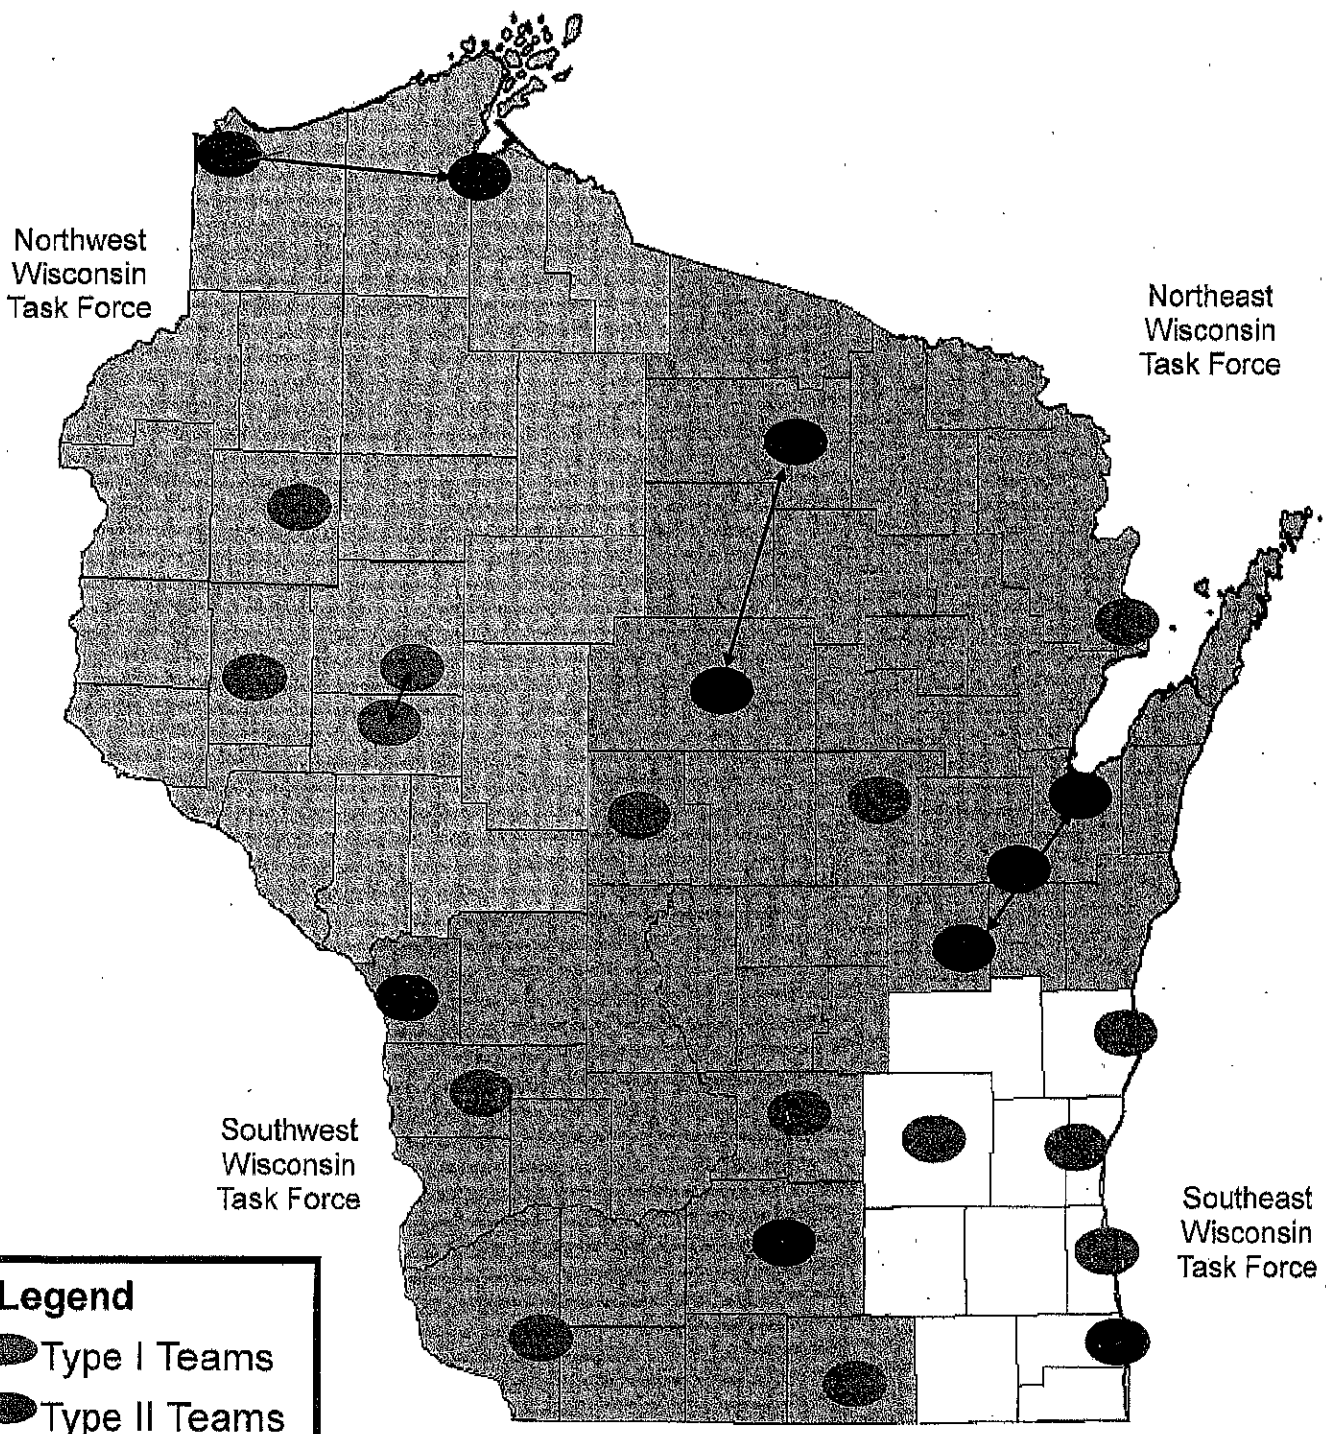 Northwest
Wisconsin
Task Force
Northeast
Wisconsin
Task Force
Southwest
Wisconsin
Task Force
Southeast
Wisconsin
Task Force
Legend
Type I Teams
Type II Teams